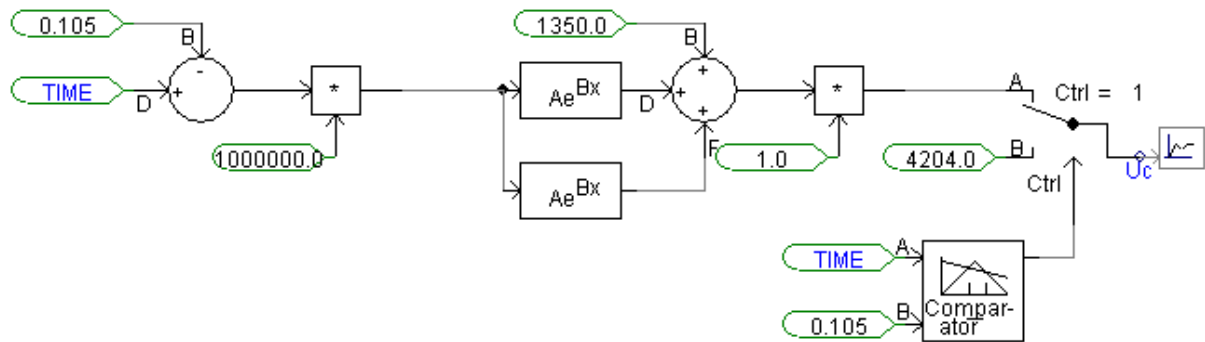 0.105
B
-
TIME
D
+
*
1000000.0
Ae^Bx
Ae^Bx
1350.0
B
+
D
+
+
F
*
1.0
A
Ctrl = 1
4204.0
B
Ctrl
Uc
TIME
A
0.105
B
Compar-
ator